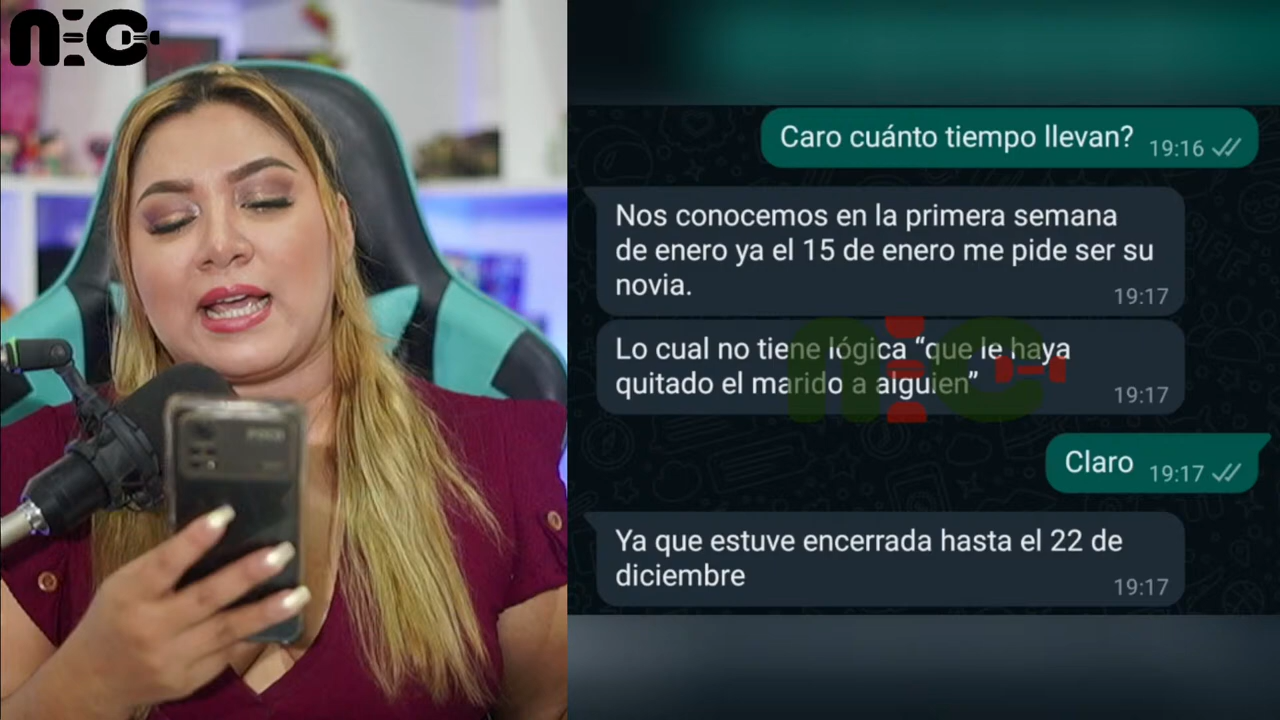 NEC
Caro cuánto tiempo llevan? 19:16
Nos conocemos en la primera semana
de enero ya el 15 de enero me pide ser su
novia. 19:17
Lo cual no tiene lógica “que le haya
quitado el marido a alguien” 19:17
Claro 19:17
Ya que estuve encerrada hasta el 22 de
diciembre 19:17
POCO